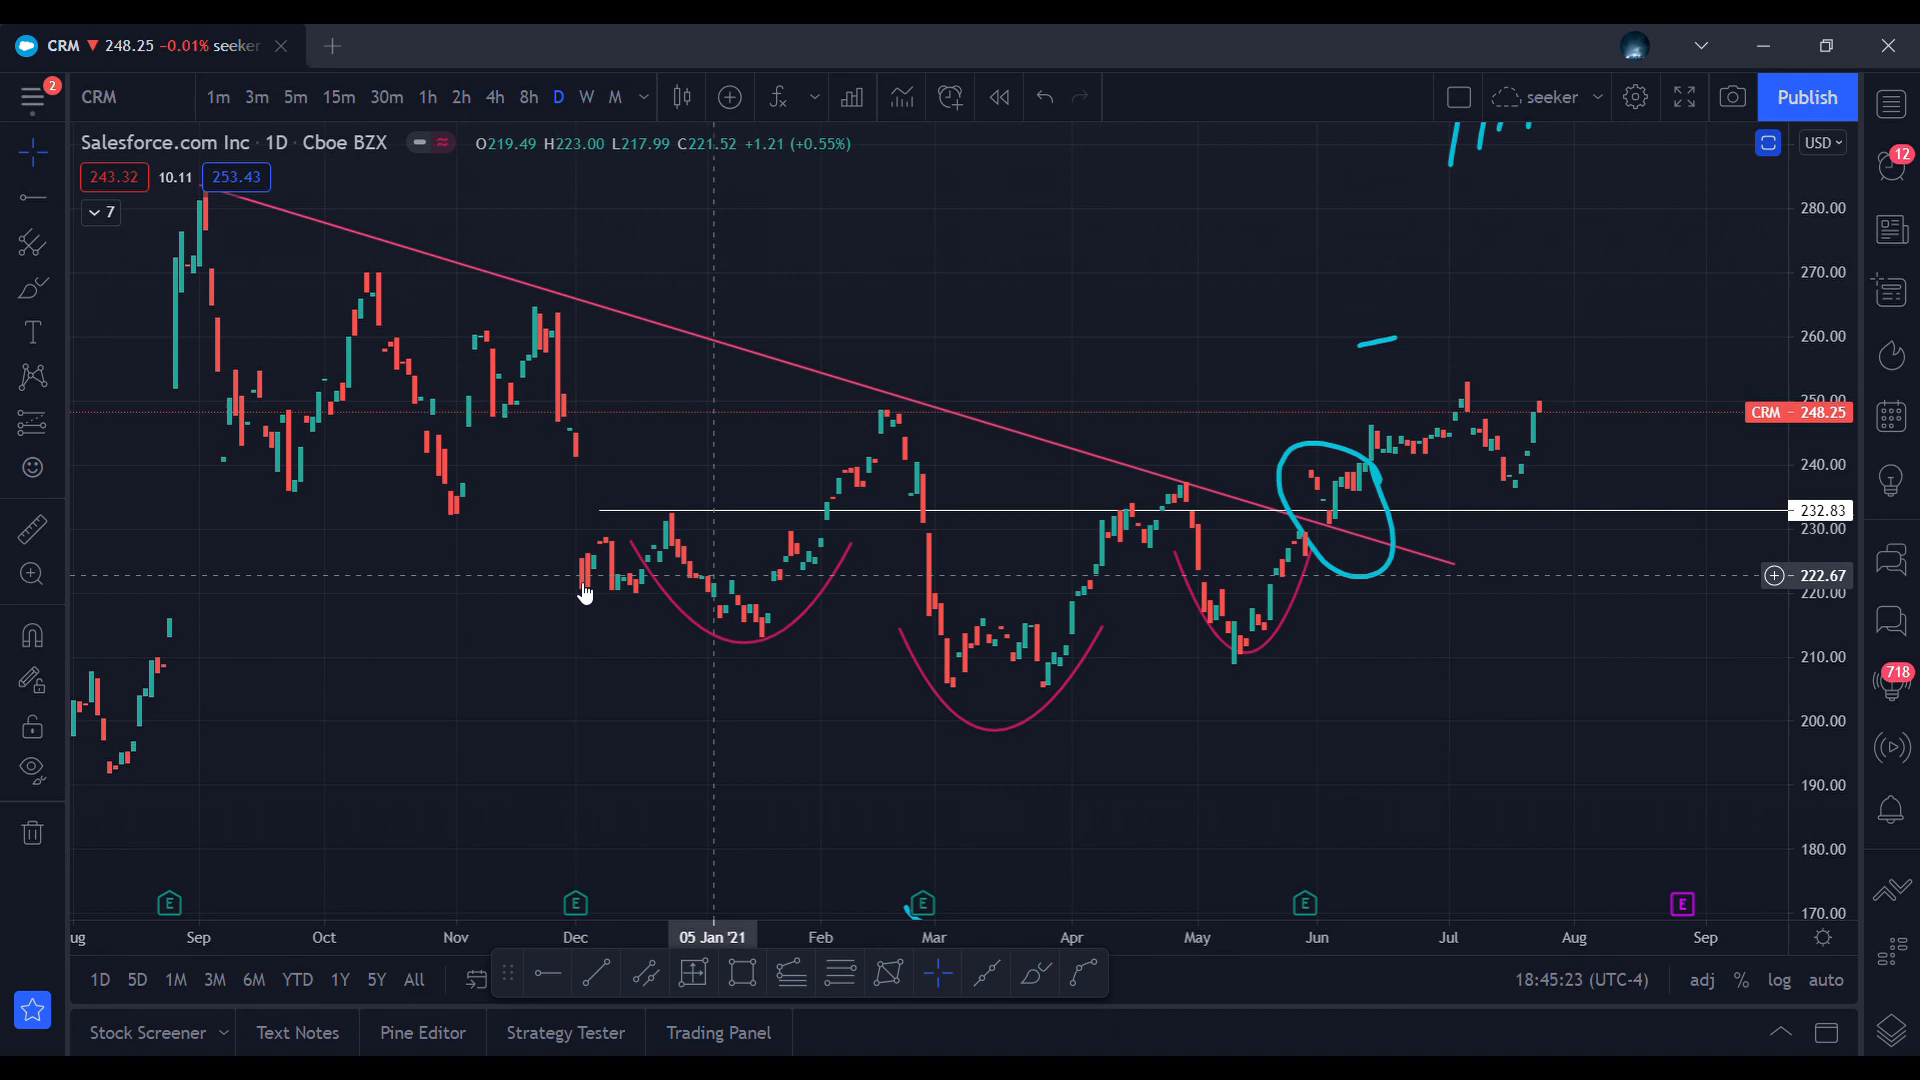 CRM ▼ 248.25 −0.01% seeker
2
CRM 1m 3m 5m 15m 30m 1h 2h 4h 8h D W M seeker Publish
Salesforce.com Inc · 1D · Cboe BZX O219.49 H223.00 L217.99 C221.52 +1.21 (+0.55%) USD
243.32 10.11 253.43
7
12
280.00
270.00
260.00
250.00
CRM 248.25
240.00
232.83
230.00
222.67
220.00
210.00
718
200.00
190.00
180.00
E E E E E
170.00
ug Sep Oct Nov Dec 05 Jan '21 Feb Mar Apr May Jun Jul Aug Sep
1D 5D 1M 3M 6M YTD 1Y 5Y All 18:45:23 (UTC-4) adj % log auto
Stock Screener Text Notes Pine Editor Strategy Tester Trading Panel